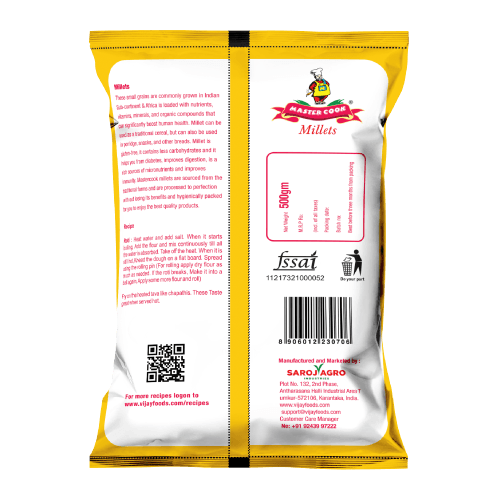 Millets
These small grains are commonly grown in Indian
Sub-continent & Africa is loaded with nutrients,
vitamins, minerals, and organic compounds that
can significantly boost human health. Millet can be
used as a traditional cereal, but can also be used
in porridge, snacks, and other breads. Millet is
gluten-free, it contains less carbohydrates and it
helps you from diabetes, improves digestion, is a
rich sources of micronutrients and improves
immunity. Mastercook millets are sourced from the
traditional farms and are processed to perfection
without losing its benefits and hygienically packed
for you to enjoy the best quality products.
Recipe
Roti : Heat water and add salt. When it starts
boiling. Add the flour and mix continuously till all
the water absorbed. Take off the heat. When it is
still hot, knead the dough on a flat board. Spread
using the rolling pin.(For rolling apply dry flour as
much as needed. If the roti breaks, Make it into a
ball again. Apply some more flour and roll).
Fry on the heated tava like chapathis. These Taste
great when served hot.
For more recipes logon to
www.vijayfoods.com/recipes
MASTER COOK
Millets
Net Weight: 500gm
M.R.P Rs.
(incl. of all taxes)
Packing date:
Batch no
Best before three months from packing
fssai
11217321000052
Do your part
8906012230706
Manufactured and Marketed by :
SAROJ AGRO
INDUSTRIES
Plot No. 132, 2nd Phase,
Antharasana Halli Industrial Area T
umkur-572106, Karantaka, India.
www.vijayfoods.com
support@vijayfoods.com
Customer Care Manager
No: +91 92430 97222